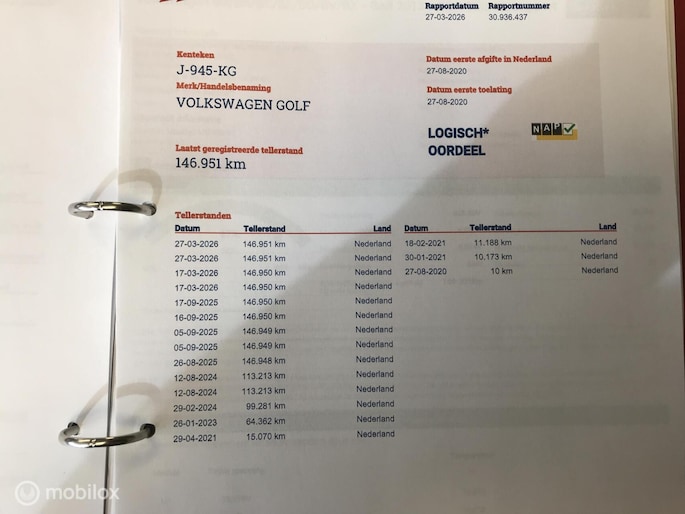 Rapportdatum Rapportnummer
27-03-2026 30.936.437
Kenteken
J-945-KG
Merk/Handelsbenaming
VOLKSWAGEN GOLF
Laatst geregistreerde tellerstand
146.951 km
Datum eerste afgifte in Nederland
27-08-2020
Datum eerste toelating
27-08-2020
LOGISCH*
OORDEEL
NAP
Tellerstanden
Datum Tellerstand Land Datum Tellerstand Land
27-03-2026 146.951 km Nederland 18-02-2021 11.188 km Nederland
27-03-2026 146.951 km Nederland 30-01-2021 10.173 km Nederland
17-03-2026 146.950 km Nederland 27-08-2020 10 km Nederland
17-03-2026 146.950 km Nederland
17-09-2025 146.950 km Nederland
16-09-2025 146.950 km Nederland
05-09-2025 146.949 km Nederland
05-09-2025 146.949 km Nederland
26-08-2025 146.948 km Nederland
12-08-2024 113.213 km Nederland
12-08-2024 113.213 km Nederland
29-02-2024 99.281 km Nederland
26-01-2023 64.362 km Nederland
29-04-2021 15.070 km Nederland
mobilox